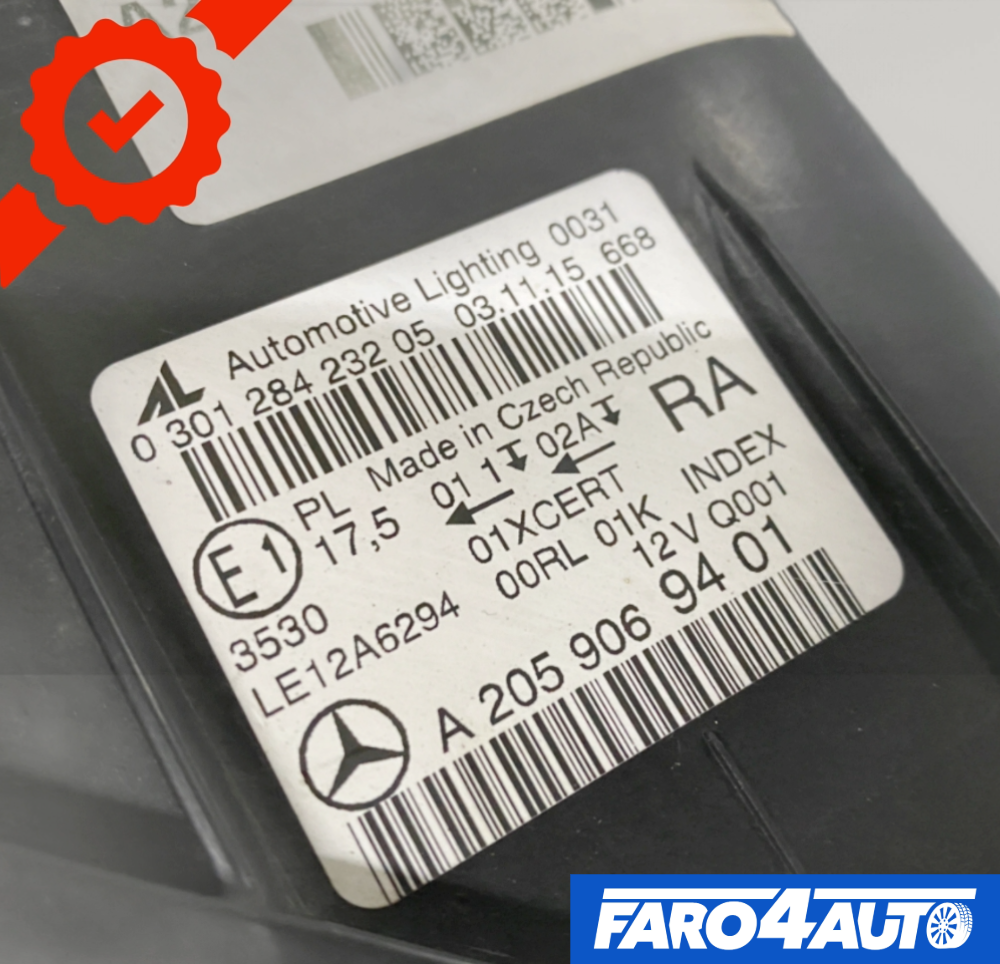 AL Automotive Lighting 0031
0 301 284 232 05 03.11.15 668
Made in Czech Republic
E1 PL 01 1 02A RA
17,5 01XCERT INDEX
3530 00RL 01K Q001
LE12A6294 12 V
A 205 906 94 01
FARO4AUTO